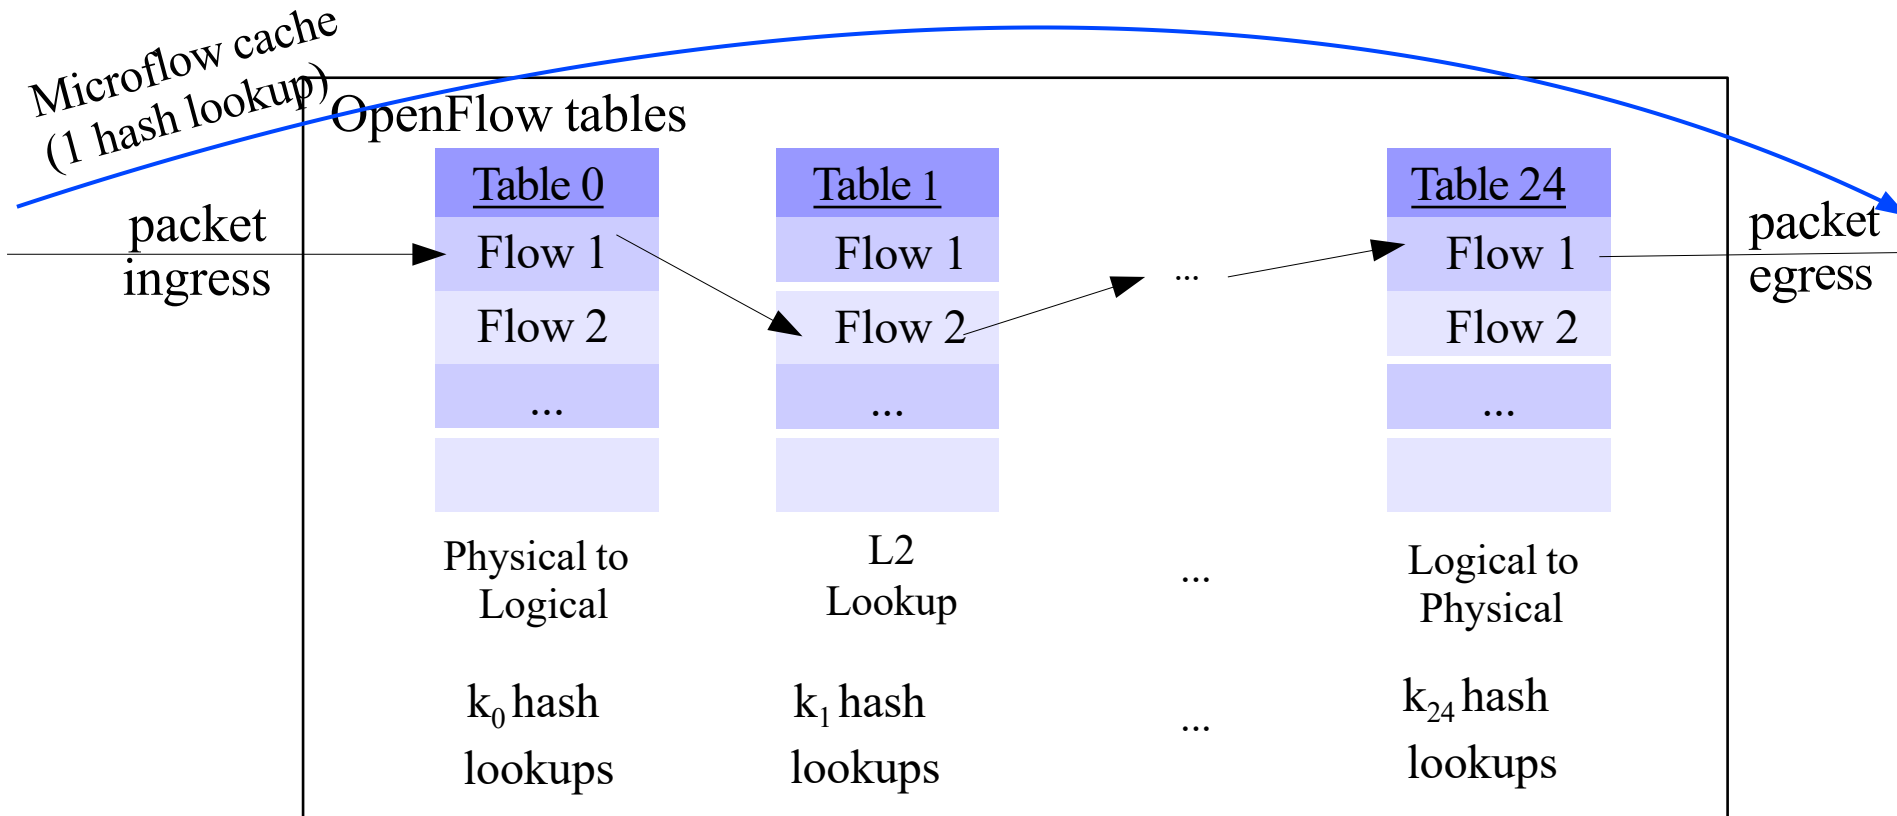 Microflow cache
(1 hash lookup)
OpenFlow tables
packet
ingress
Table 0
Flow 1
Flow 2
...
Table 1
Flow 1
Flow 2
...
...
Table 24
Flow 1
Flow 2
...
packet
egress
Physical to
Logical
L2
Lookup
...
Logical to
Physical
k0 hash
lookups
k1 hash
lookups
...
k24 hash
lookups